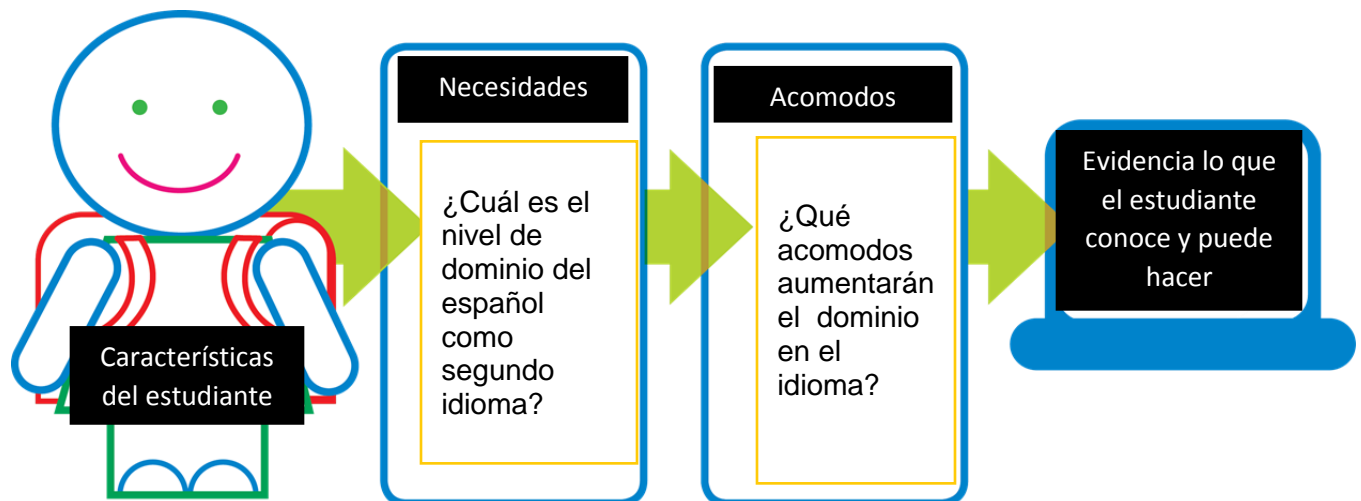 Características
del estudiante
Necesidades
¿Cuál es el
nivel de
dominio del
español
como
segundo
idioma?
Acomodos
¿Qué
acomodos
aumentarán
el dominio
en el
idioma?
Evidencia lo que
el estudiante
conoce y puede
hacer